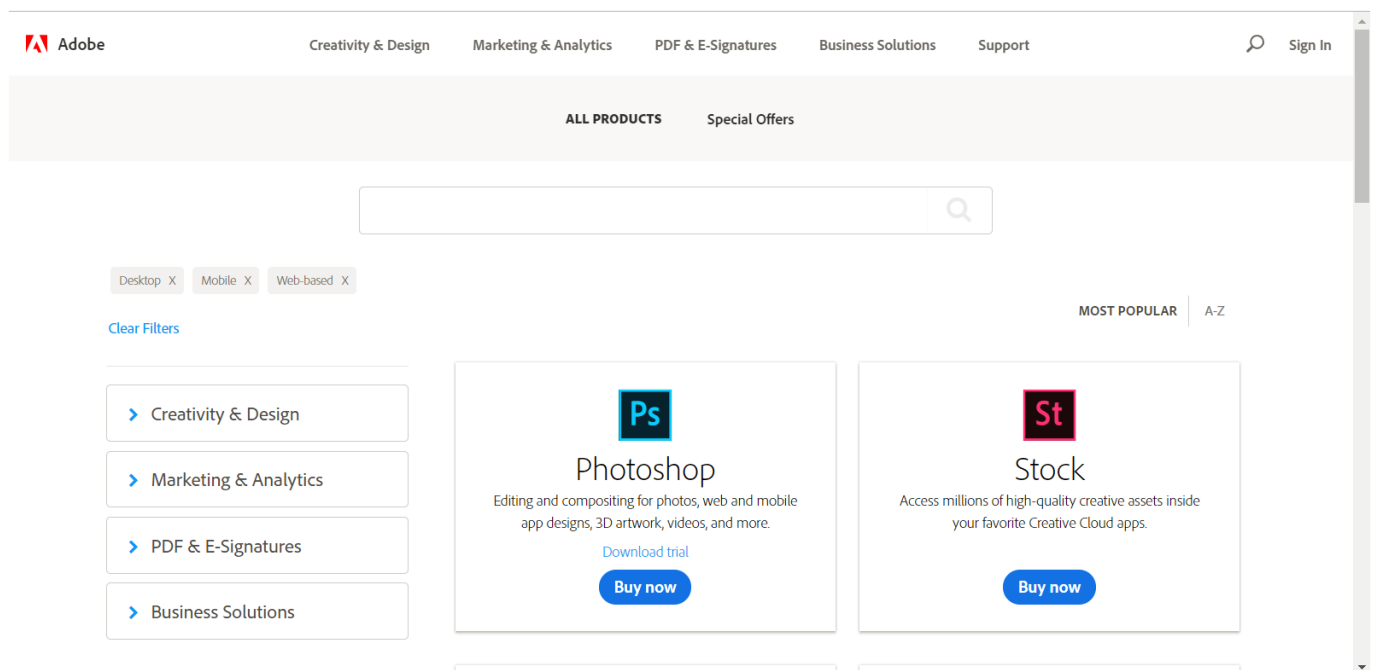 Adobe
Creativity & Design
Marketing & Analytics
PDF & E-Signatures
Business Solutions
Support
Sign In
ALL PRODUCTS
Special Offers
Desktop X
Mobile X
Web-based X
Clear Filters
MOST POPULAR
A-Z
Creativity & Design
Marketing & Analytics
PDF & E-Signatures
Business Solutions
Ps
Photoshop
Editing and compositing for photos, web and mobile
app designs, 3D artwork, videos, and more.
Download trial
Buy now
St
Stock
Access millions of high-quality creative assets inside
your favorite Creative Cloud apps.
Buy now